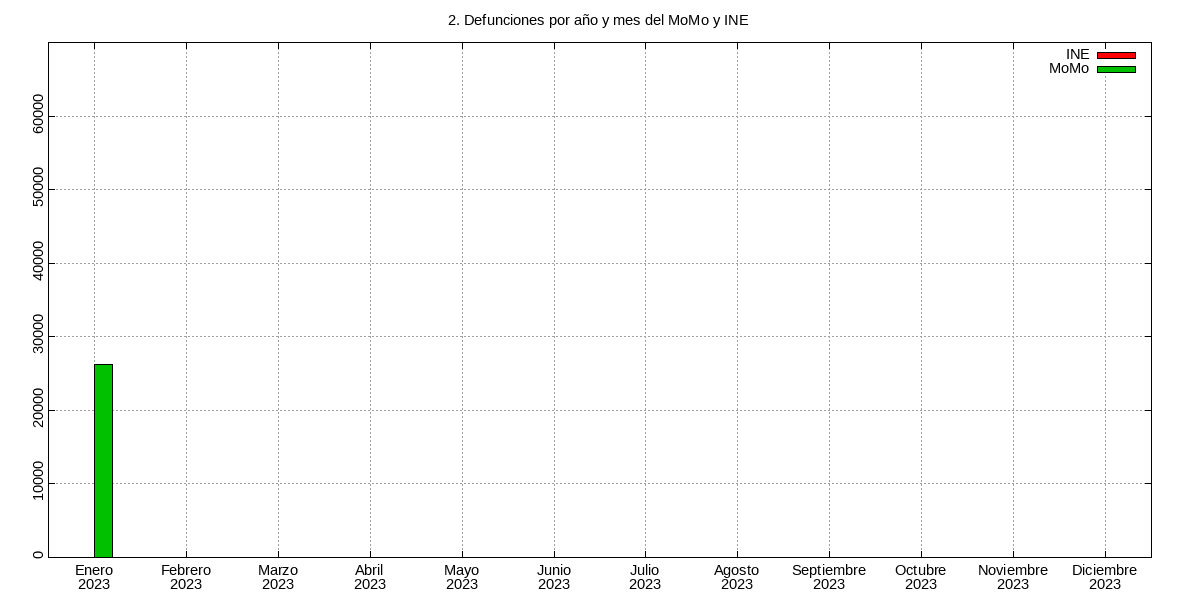 2. Defunciones por año y mes del MoMo y INE
INE
MoMo
60000
50000
40000
30000
20000
10000
0
Enero Febrero Marzo Abril Mayo Junio Julio Agosto Septiembre Octubre Noviembre Diciembre
2023 2023 2023 2023 2023 2023 2023 2023 2023 2023 2023 2023